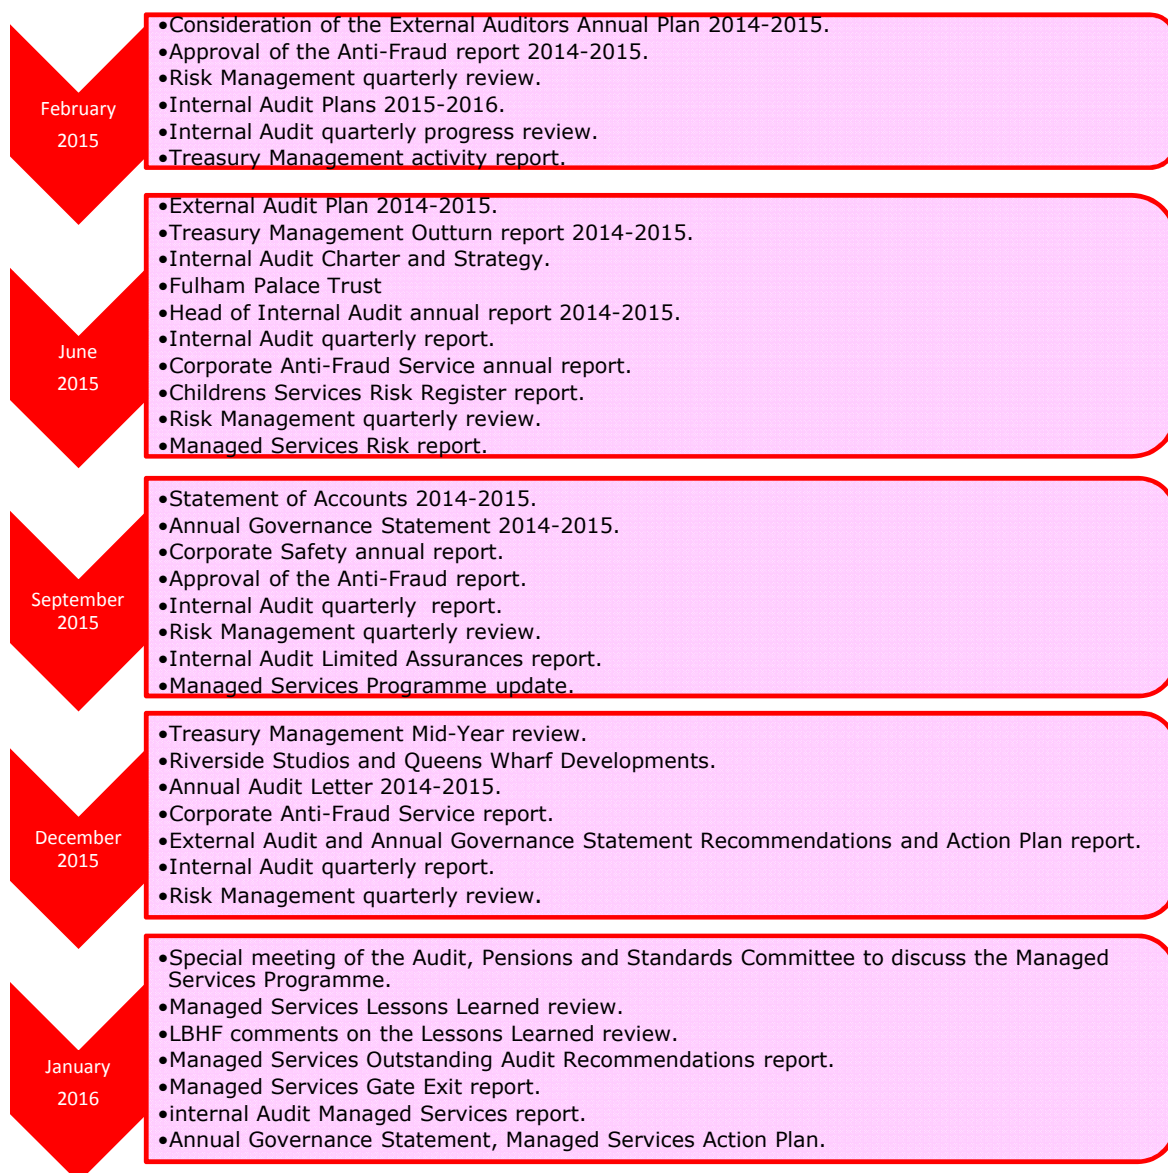 February
2015
•Consideration of the External Auditors Annual Plan 2014-2015.
•Approval of the Anti-Fraud report 2014-2015.
•Risk Management quarterly review.
•Internal Audit Plans 2015-2016.
•Internal Audit quarterly progress review.
•Treasury Management activity report.
June
2015
•External Audit Plan 2014-2015.
•Treasury Management Outturn report 2014-2015.
•Internal Audit Charter and Strategy.
•Fulham Palace Trust
•Head of Internal Audit annual report 2014-2015.
•Internal Audit quarterly report.
•Corporate Anti-Fraud Service annual report.
•Childrens Services Risk Register report.
•Risk Management quarterly review.
•Managed Services Risk report.
September
2015
•Statement of Accounts 2014-2015.
•Annual Governance Statement 2014-2015.
•Corporate Safety annual report.
•Approval of the Anti-Fraud report.
•Internal Audit quarterly  report.
•Risk Management quarterly review.
•Internal Audit Limited Assurances report.
•Managed Services Programme update.
December
2015
•Treasury Management Mid-Year review.
•Riverside Studios and Queens Wharf Developments.
•Annual Audit Letter 2014-2015.
•Corporate Anti-Fraud Service report.
•External Audit and Annual Governance Statement Recommendations and Action Plan report.
•Internal Audit quarterly report.
•Risk Management quarterly review.
January
2016
•Special meeting of the Audit, Pensions and Standards Committee to discuss the Managed
Services Programme.
•Managed Services Lessons Learned review.
•LBHF comments on the Lessons Learned review.
•Managed Services Outstanding Audit Recommendations report.
•Managed Services Gate Exit report.
•internal Audit Managed Services report.
•Annual Governance Statement, Managed Services Action Plan.